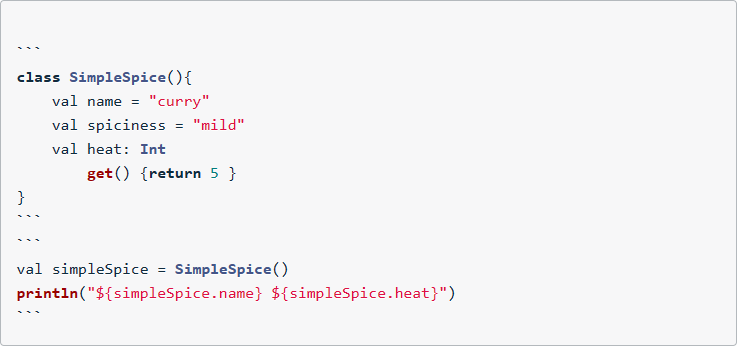 ```
class SimpleSpice(){
    val name = "curry"
    val spiciness = "mild"
    val heat: Int
        get() {return 5 }
}
```
```
val simpleSpice = SimpleSpice()
println("${simpleSpice.name} ${simpleSpice.heat}")
```